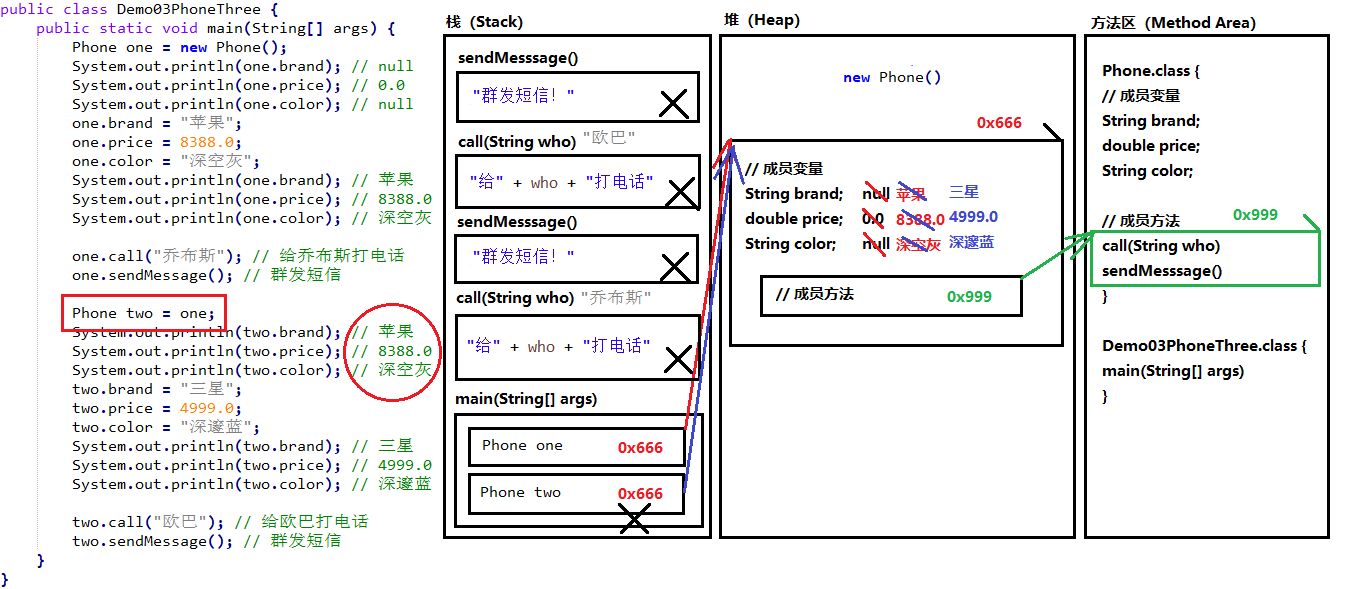 public class Demo03PhoneThree {
public static void main(String[] args) {
Phone one = new Phone();
System.out.println(one.brand); // null
System.out.println(one.price); // 0.0
System.out.println(one.color); // null
one.brand = "苹果";
one.price = 8388.0;
one.color = "深空灰";
System.out.println(one.brand); // 苹果
System.out.println(one.price); // 8388.0
System.out.println(one.color); // 深空灰
one.call("乔布斯"); // 给乔布斯打电话
one.sendMessage(); // 群发短信
Phone two = one;
System.out.println(two.brand); // 苹果
System.out.println(two.price); // 8388.0
System.out.println(two.color); // 深空灰
two.brand = "三星";
two.price = 4999.0;
two.color = "深邃蓝";
System.out.println(two.brand); // 三星
System.out.println(two.price); // 4999.0
System.out.println(two.color); // 深邃蓝
two.call("欧巴"); // 给欧巴打电话
two.sendMessage(); // 群发短信
}
}
栈（Stack）
sendMesssage()
"群发短信！"
call(String who) "欧巴"
"给" + who + "打电话"
sendMesssage()
"群发短信！"
call(String who) "乔布斯"
"给" + who + "打电话"
main(String[] args)
Phone one 0x666
Phone two 0x666
堆（Heap）
new Phone()
0x666
// 成员变量
String brand; null 苹果 三星
double price; 0.0 8388.0 4999.0
String color; null 深空灰 深邃蓝
// 成员方法 0x999
方法区（Method Area）
Phone.class {
// 成员变量
String brand;
double price;
String color;
// 成员方法 0x999
call(String who)
sendMesssage()
}
Demo03PhoneThree.class {
main(String[] args)
}